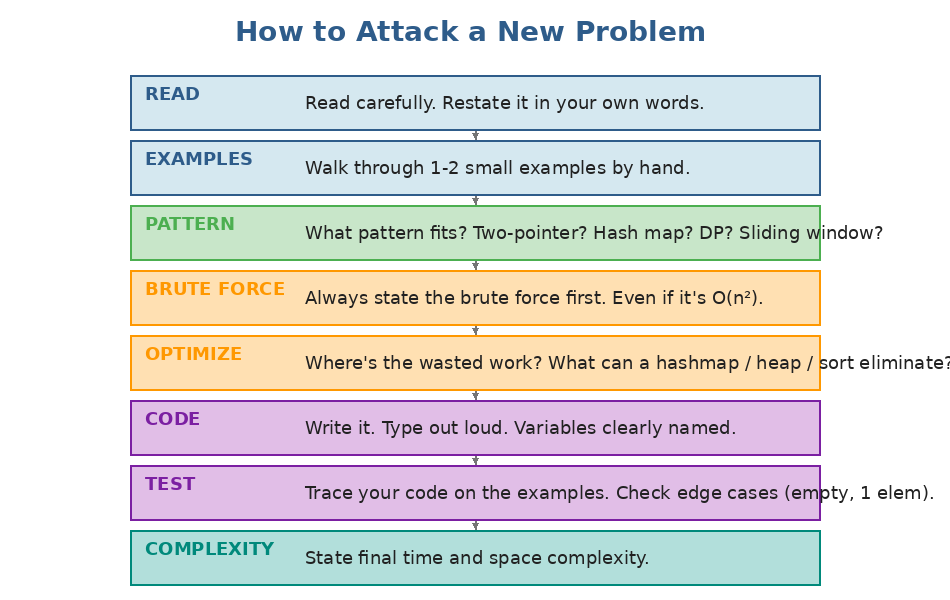 How to Attack a New Problem
READ
Read carefully. Restate it in your own words.
EXAMPLES
Walk through 1-2 small examples by hand.
PATTERN
What pattern fits? Two-pointer? Hash map? DP? Sliding window?
BRUTE FORCE
Always state the brute force first. Even if it's O(n²).
OPTIMIZE
Where's the wasted work? What can a hashmap / heap / sort eliminate?
CODE
Write it. Type out loud. Variables clearly named.
TEST
Trace your code on the examples. Check edge cases (empty, 1 elem).
COMPLEXITY
State final time and space complexity.